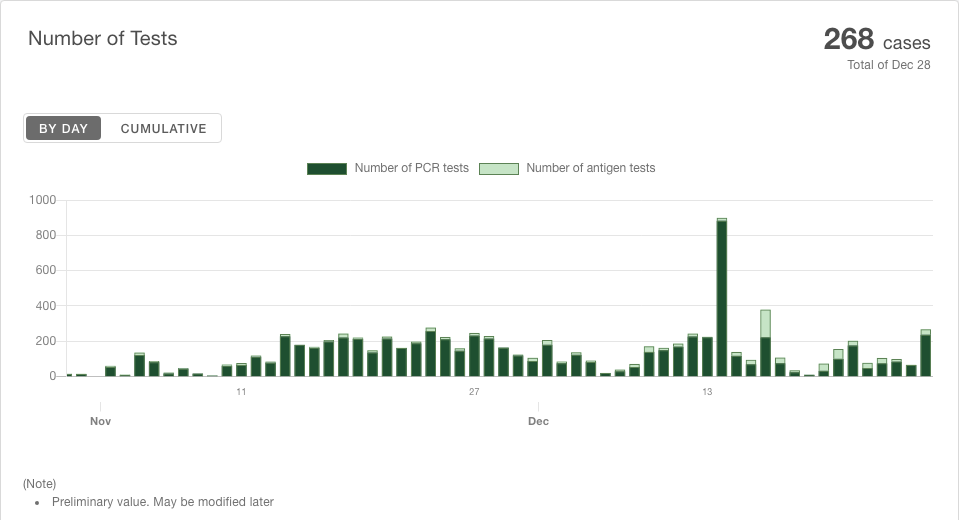 Number of Tests
268 cases
Total of Dec 28
BY DAY
CUMULATIVE
Number of PCR tests
Number of antigen tests
1000
800
600
400
200
0
11
27
13
Nov
Dec
(Note)
• Preliminary value. May be modified later